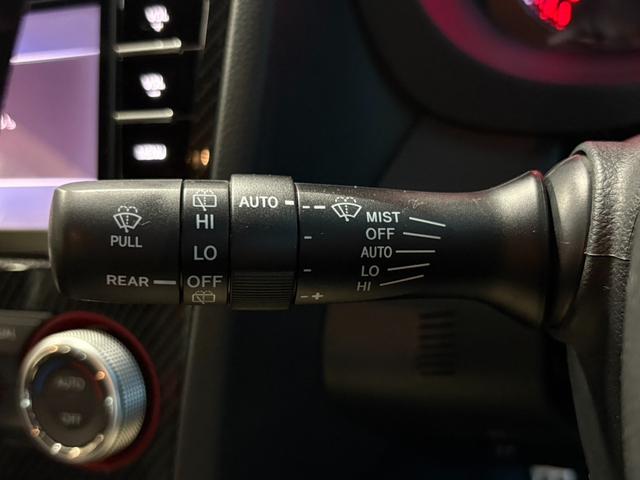 PULL
REAR
HI
LO
OFF
AUTO
- +
MIST
OFF
AUTO
LO
HI
AUTO
OFF